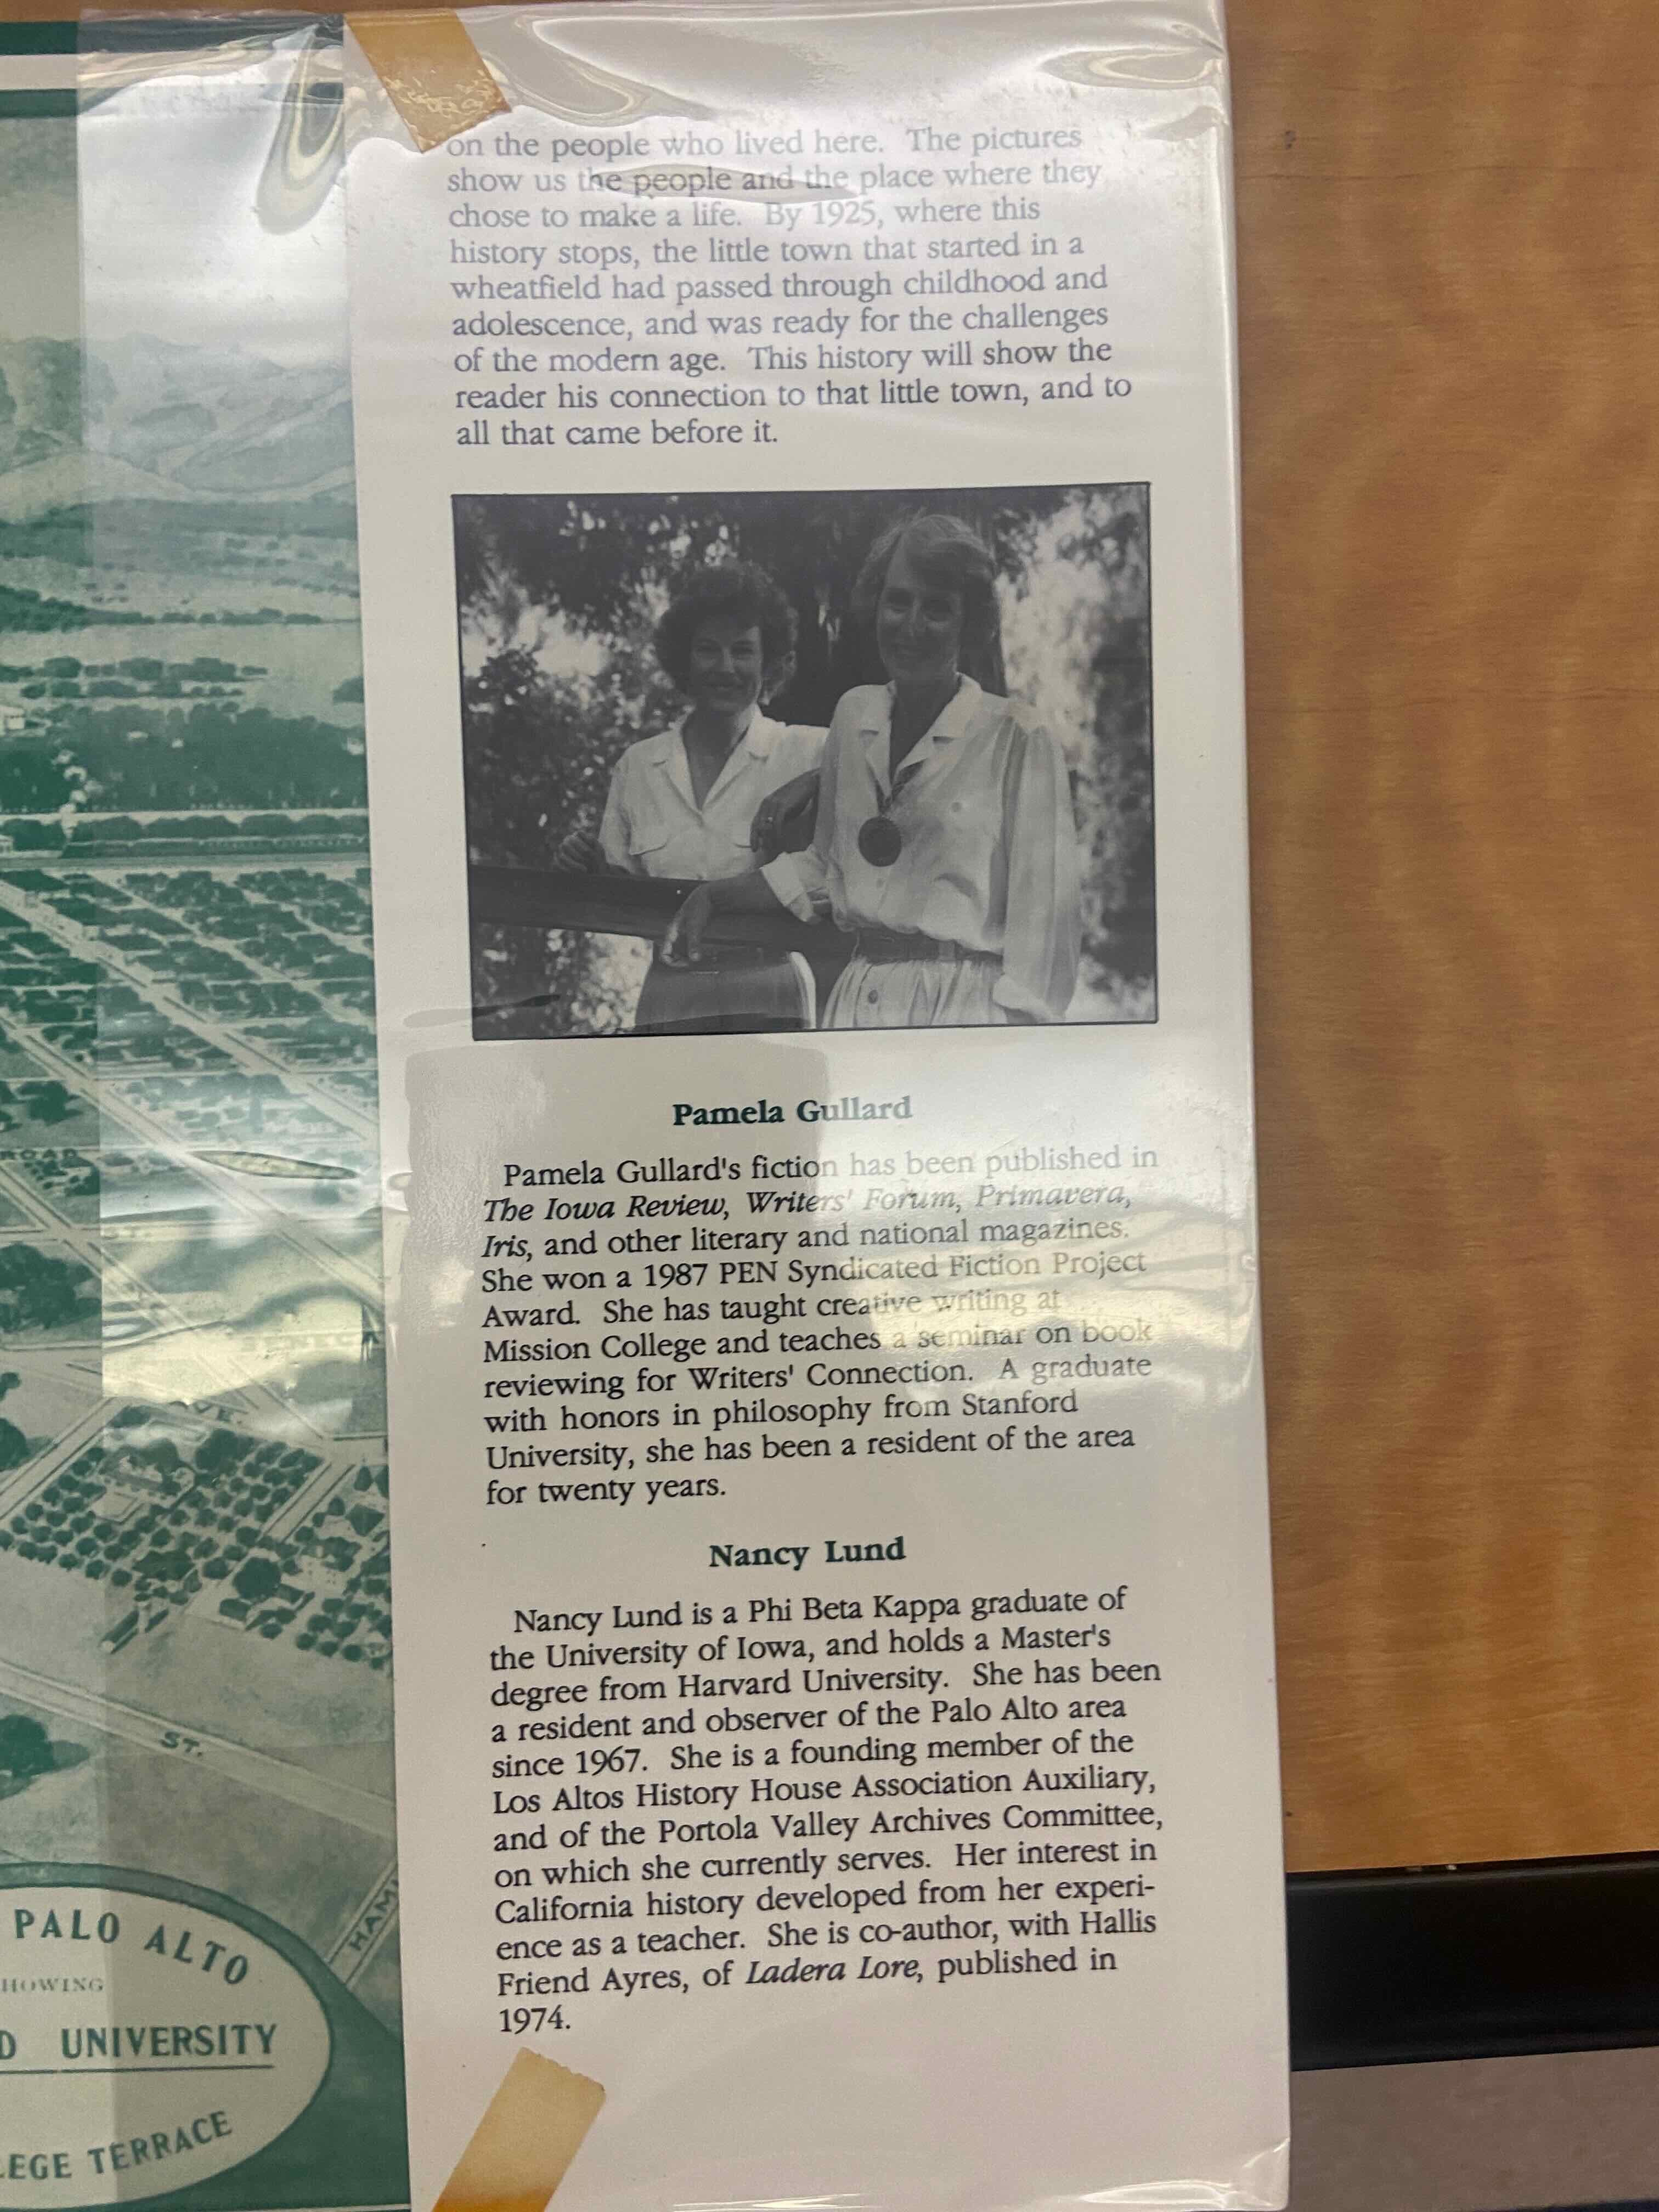 on the people who lived here. The pictures
show us the people and the place where they
chose to make a life. By 1925, where this
history stops, the little town that started in a
wheatfield had passed through childhood and
adolescence, and was ready for the challenges
of the modern age. This history will show the
reader his connection to that little town, and to
all that came before it.
Pamela Gullard
Pamela Gullard's fiction has been published in
The Iowa Review, Writers' Forum, Primavera,
Iris, and other literary and national magazines.
She won a 1987 PEN Syndicated Fiction Project
Award. She has taught creative writing at
Mission College and teaches a seminar on book
reviewing for Writers' Connection. A graduate
with honors in philosophy from Stanford
University, she has been a resident of the area
for twenty years.
Nancy Lund
Nancy Lund is a Phi Beta Kappa graduate of
the University of Iowa, and holds a Master's
degree from Harvard University. She has been
a resident and observer of the Palo Alto area
since 1967. She is a founding member of the
Los Altos History House Association Auxiliary,
and of the Portola Valley Archives Committee,
on which she currently serves. Her interest in
California history developed from her experi-
ence as a teacher. She is co-author, with Hallis
Friend Ayres, of Ladera Lore, published in
1974.
ROAD
VE.
ST.
HAM
PALO ALTO
HOWING
D UNIVERSITY
LEGE TERRACE